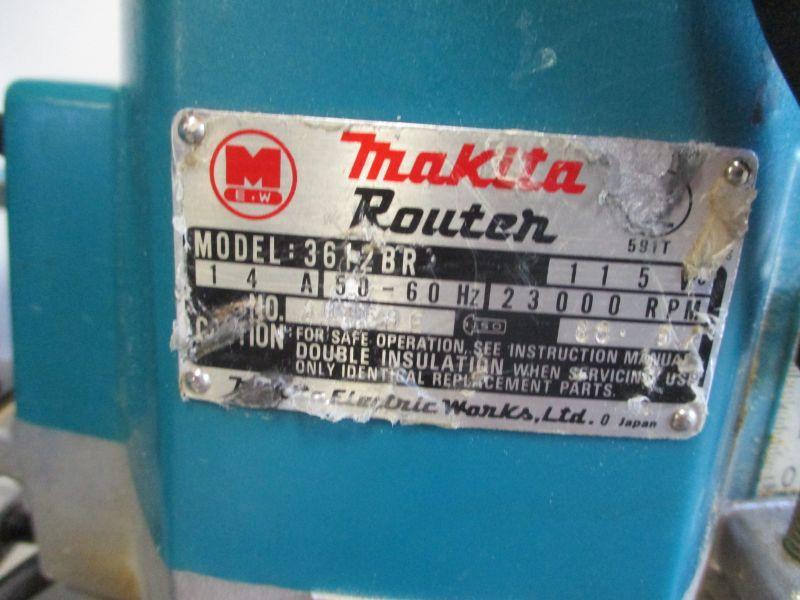 M
E.W
Makita
Router
591T
MODEL: 3612BR 115
14 A 50-60 Hz 23000 RPM
NO.
FOR SAFE OPERATION, SEE INSTRUCTION MANUAL.
DOUBLE INSULATION WHEN SERVICING USE
ONLY IDENTICAL REPLACEMENT PARTS.
Electric Works, Ltd. O Japan